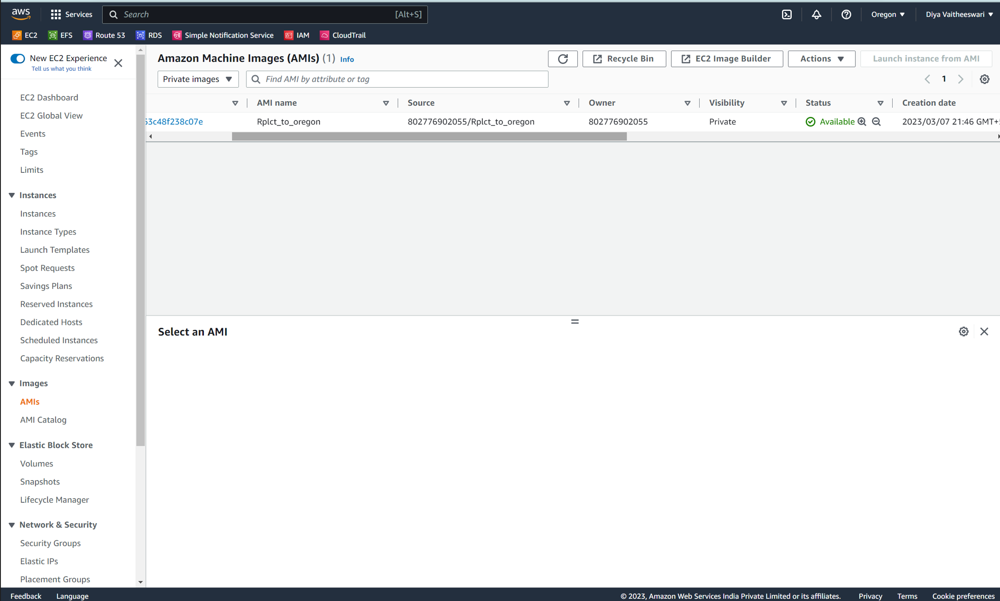 aws Services Search [Alt+S] Oregon ▼ Diya Vaitheeswari ▼
EC2 EFS Route 53 RDS Simple Notification Service IAM CloudTrail
New EC2 Experience
Tell us what you think
EC2 Dashboard
EC2 Global View
Events
Tags
Limits
Instances
Instances
Instance Types
Launch Templates
Spot Requests
Savings Plans
Reserved Instances
Dedicated Hosts
Scheduled Instances
Capacity Reservations
Images
AMIs
AMI Catalog
Elastic Block Store
Volumes
Snapshots
Lifecycle Manager
Network & Security
Security Groups
Elastic IPs
Placement Groups
Amazon Machine Images (AMIs) (1) Info Recycle Bin EC2 Image Builder Actions ▼ Launch instance from AMI
Private images ▼ Find AMI by attribute or tag 1
AMI name Source Owner Visibility Status Creation date
3c48f238c07e Rplct_to_oregon 802776902055/Rplct_to_oregon 802776902055 Private Available 2023/03/07 21:46 GMT+
Select an AMI
Feedback Language © 2023, Amazon Web Services India Private Limited or its affiliates. Privacy Terms Cookie preferences